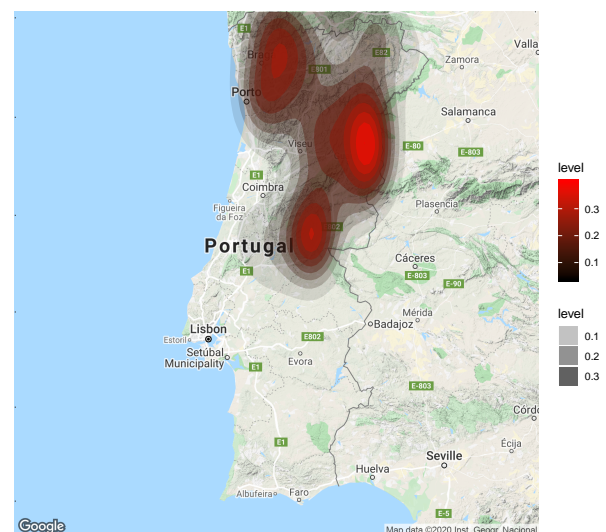 E1
Bra
E82
Valla
E801
Zamora
Porto
Salamanca
Viseu
E-80
E-803
E1
Coimbra
Plasencia
Figueira
da Foz
E802
Portugal
Cáceres
E1
E-803
E-90
Mérida
Lisbon
Badajoz
Estoril
E802
Setúbal
Municipality
Evora
E1
E-803
Córdo
E1
Écija
Seville
Huelva
Albufeira
Faro
E-5
Google
Map data ©2020 Inst. Geogr. Nacional
level
0.3
0.2
0.1
level
0.1
0.2
0.3